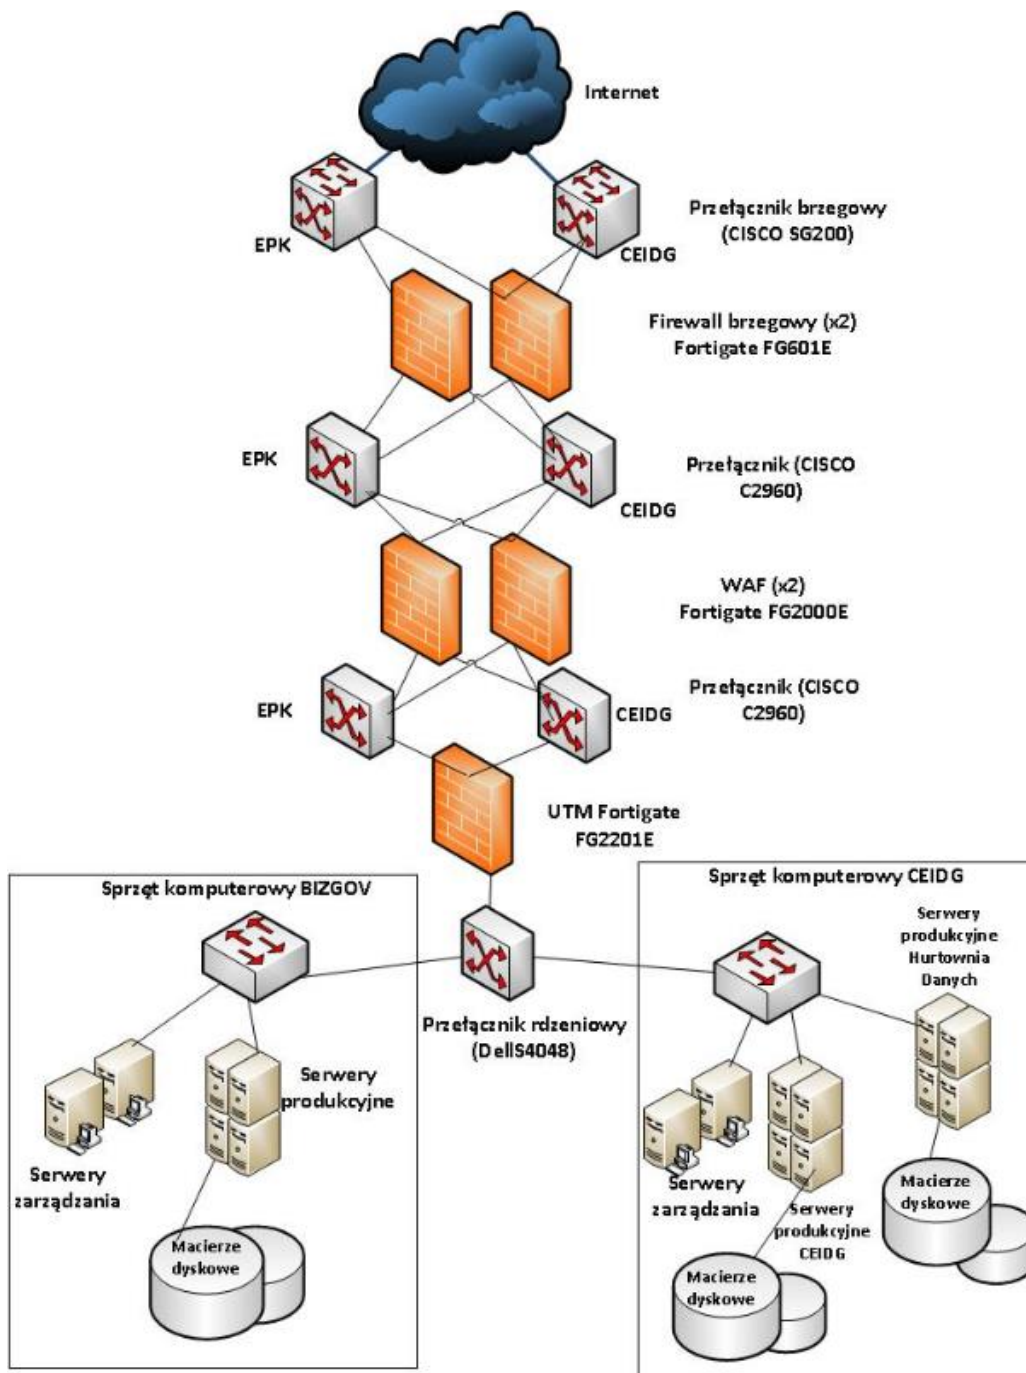 Internet
Przełącznik brzegowy
(CISCO SG200)
EPK
CEIDG
Firewall brzegowy (x2)
Fortigate FG601E
EPK
Przełącznik (CISCO
C2960)
CEIDG
WAF (x2)
Fortigate FG2000E
EPK
CEIDG
Przełącznik (CISCO
C2960)
UTM Fortigate
FG2201E
Sprzęt komputerowy BIZGOV
Sprzęt komputerowy CEIDG
Serwery
produkcyjne
Hurtownia
Danych
Przełącznik rdzeniowy
(DellS4048)
Serwery
produkcyjne
Serwery
zarządzania
Macierze
dyskowe
Serwery
zarządzania
Serwery
produkcyjne
CEIDG
Macierze
dyskowe
Macierze
dyskowe